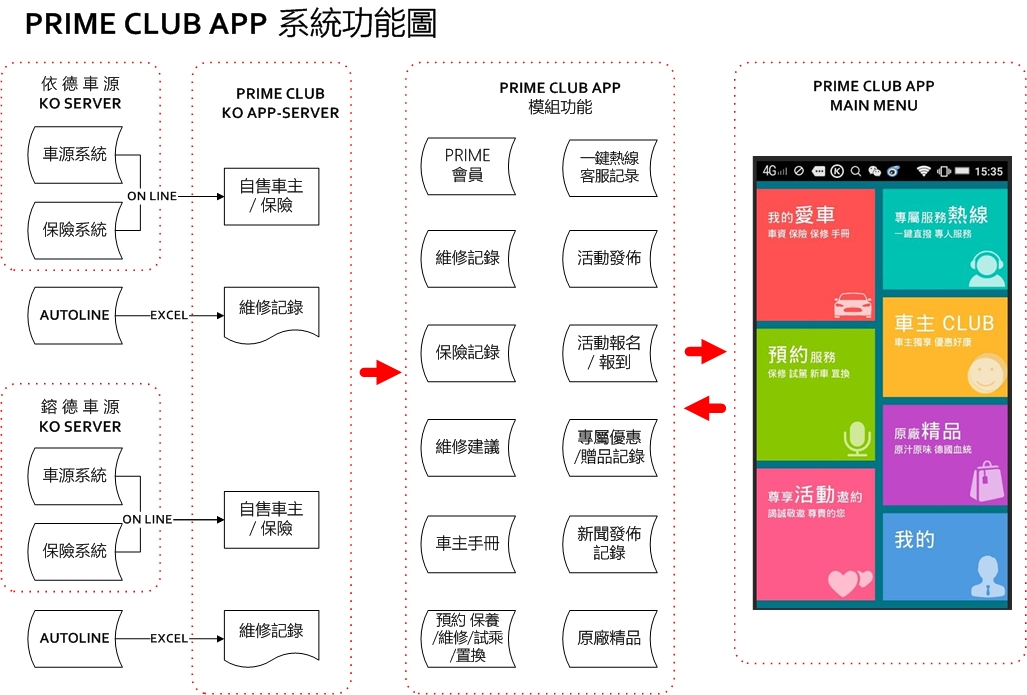 PRIME CLUB APP 系統功能圖
依德車源
KO SERVER
車源系統
保險系統
ON LINE
AUTOLINE
EXCEL
鎔德車源
KO SERVER
車源系統
保險系統
ON LINE
AUTOLINE
EXCEL
PRIME CLUB
KO APP-SERVER
自售車主
/ 保險
維修記錄
自售車主
/ 保險
維修記錄
PRIME CLUB APP
模組功能
PRIME
會員
一鍵熱線
客服記录
維修記錄
活動發佈
保險記錄
活動報名
/ 報到
維修建議
專屬優惠
/贈品記錄
車主手冊
新聞發佈
記錄
預約 保養
/維修/試乘
/置換
原廠精品
PRIME CLUB APP
MAIN MENU
4G
15:35
我的愛車
車資 保險 保修 手冊
專屬服務熱線
一鍵直撥 專人服務
車主 CLUB
車主獨享 優惠好康
預約服務
保修 試駕 新車 置換
原廠精品
原汁原味 德國血統
尊享活動邀約
謁誠敬邀 尊貴的您
我的